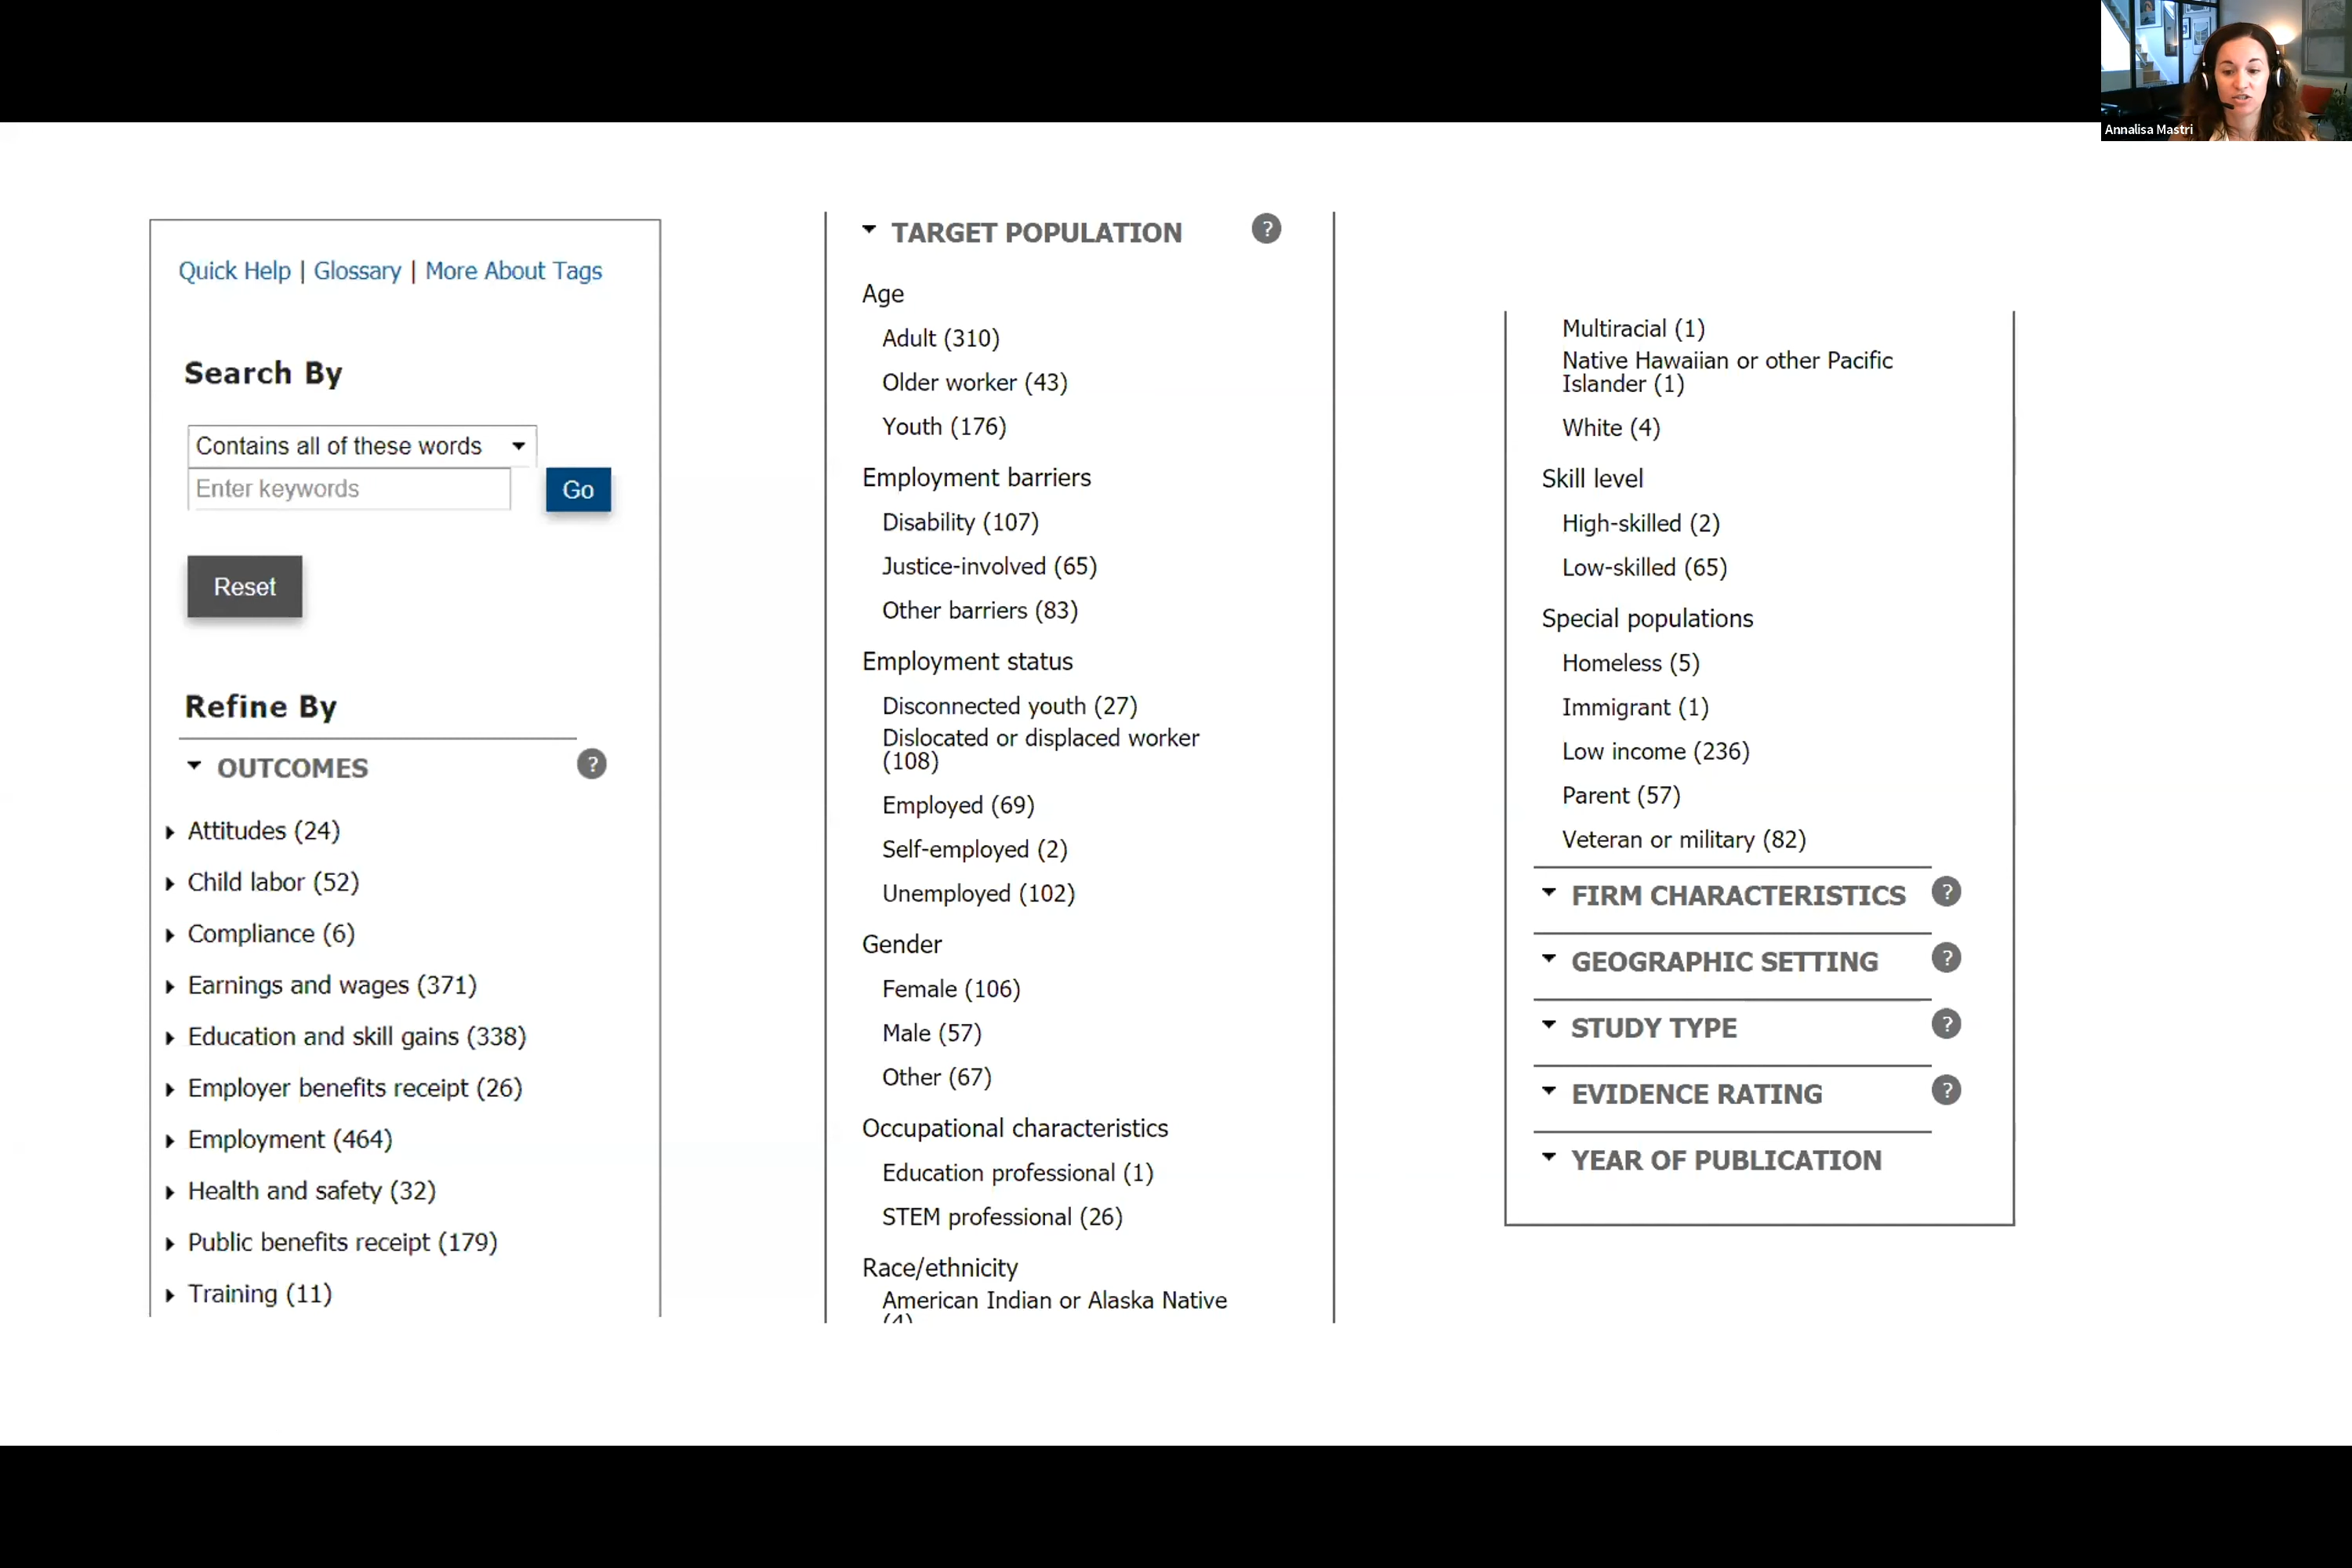 Annalisa Mastri
Quick Help | Glossary | More About Tags
Search By
Contains all of these words
Enter keywords
Go
Reset
Refine By
OUTCOMES
?
Attitudes (24)
Child labor (52)
Compliance (6)
Earnings and wages (371)
Education and skill gains (338)
Employer benefits receipt (26)
Employment (464)
Health and safety (32)
Public benefits receipt (179)
Training (11)
TARGET POPULATION
?
Age
Adult (310)
Older worker (43)
Youth (176)
Employment barriers
Disability (107)
Justice-involved (65)
Other barriers (83)
Employment status
Disconnected youth (27)
Dislocated or displaced worker
(108)
Employed (69)
Self-employed (2)
Unemployed (102)
Gender
Female (106)
Male (57)
Other (67)
Occupational characteristics
Education professional (1)
STEM professional (26)
Race/ethnicity
American Indian or Alaska Native
(4)
Multiracial (1)
Native Hawaiian or other Pacific
Islander (1)
White (4)
Skill level
High-skilled (2)
Low-skilled (65)
Special populations
Homeless (5)
Immigrant (1)
Low income (236)
Parent (57)
Veteran or military (82)
FIRM CHARACTERISTICS
?
GEOGRAPHIC SETTING
?
STUDY TYPE
?
EVIDENCE RATING
?
YEAR OF PUBLICATION